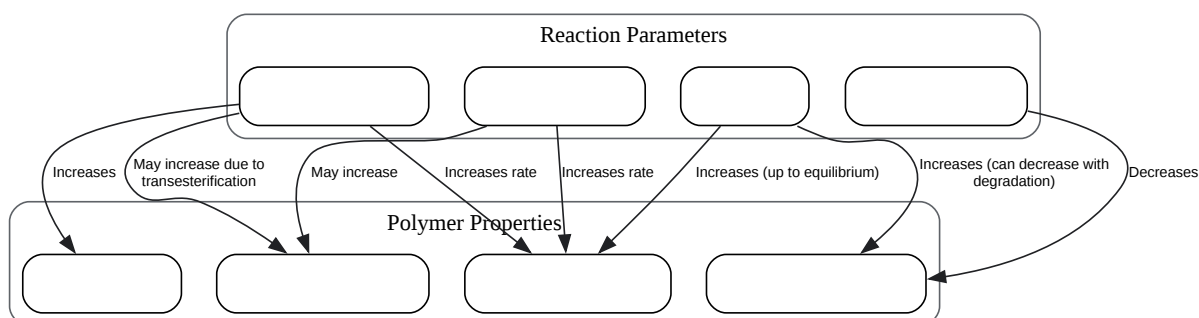 Reaction Parameters
Increases
May increase due to
transesterification
May increase
Increases rate
Increases rate
Increases (up to equilibrium)
Increases (can decrease with
degradation)
Decreases
Polymer Properties